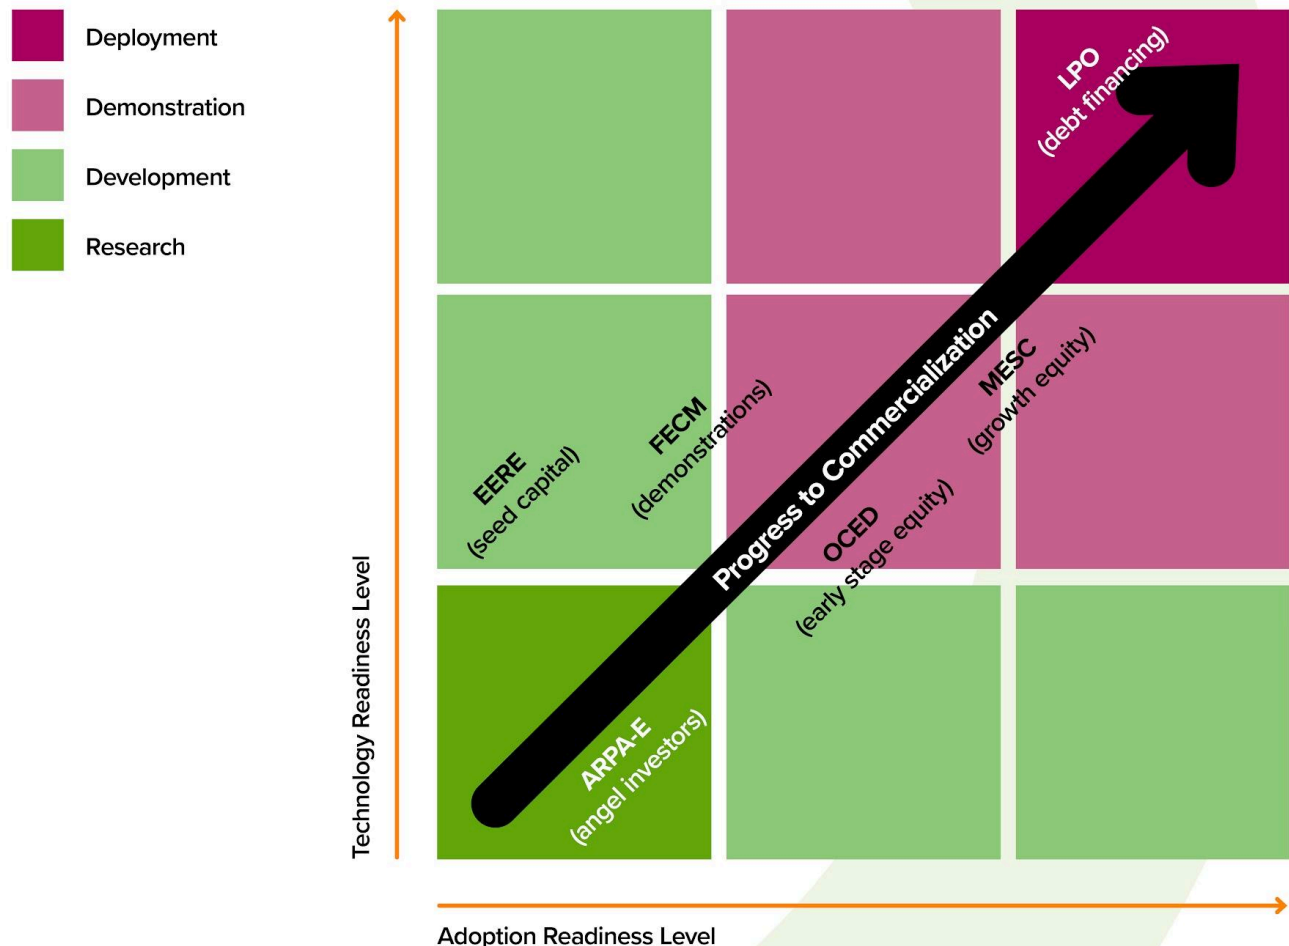 Deployment
Demonstration
Development
Research
LPO
(debt financing)
Progress to Commercialization
MESC
(growth equity)
FECM
(demonstrations)
EERE
(seed capital)
OCED
(early stage equity)
ARPA-E
(angel investors)
Technology Readiness Level
Adoption Readiness Level